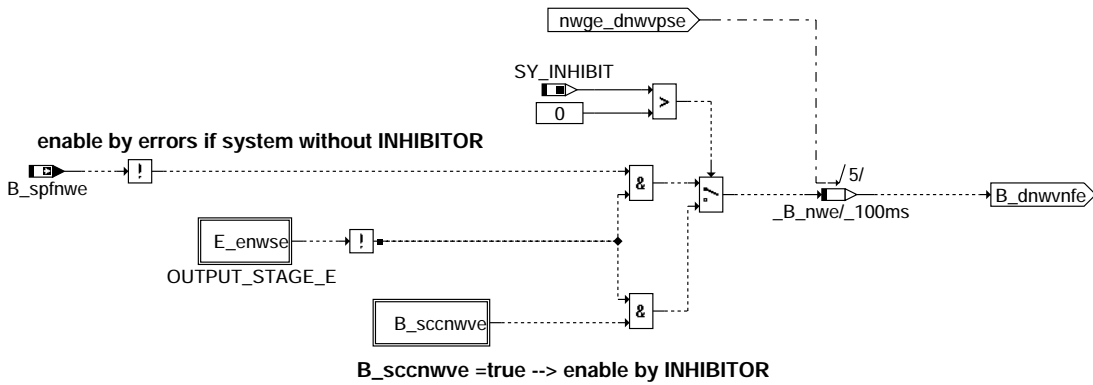 nwge_dnwvpse
SY_INHIBIT
0
>
enable by errors if system without INHIBITOR
B_spfnwe
!
&
/ 5/
_B_nwe/_100ms
B_dnwvnfe
E_enwse
!
OUTPUT_STAGE_E
B_sccnwve
&
B_sccnwve =true --> enable by INHIBITOR